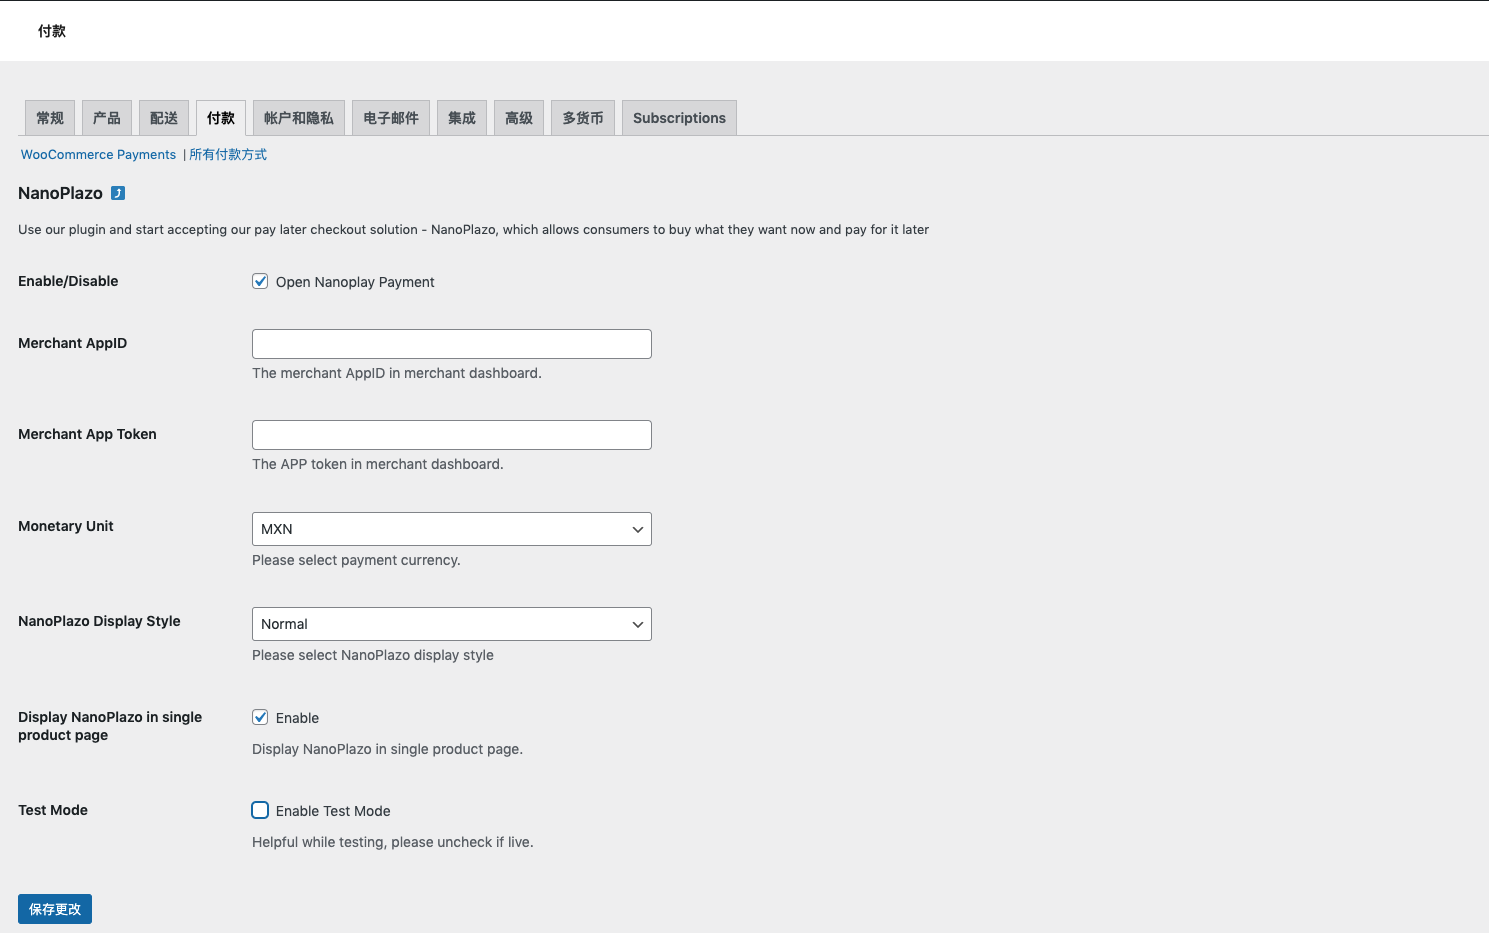 付款
常规 产品 配送 付款 帐户和隐私 电子邮件 集成 高级 多货币 Subscriptions
WooCommerce Payments | 所有付款方式
NanoPlazo ⤴
Use our plugin and start accepting our pay later checkout solution - NanoPlazo, which allows consumers to buy what they want now and pay for it later
Enable/Disable Open Nanoplay Payment
Merchant AppID
The merchant AppID in merchant dashboard.
Merchant App Token
The APP token in merchant dashboard.
Monetary Unit MXN
Please select payment currency.
NanoPlazo Display Style Normal
Please select NanoPlazo display style
Display NanoPlazo in single Enable
product page
Display NanoPlazo in single product page.
Test Mode Enable Test Mode
Helpful while testing, please uncheck if live.
保存更改